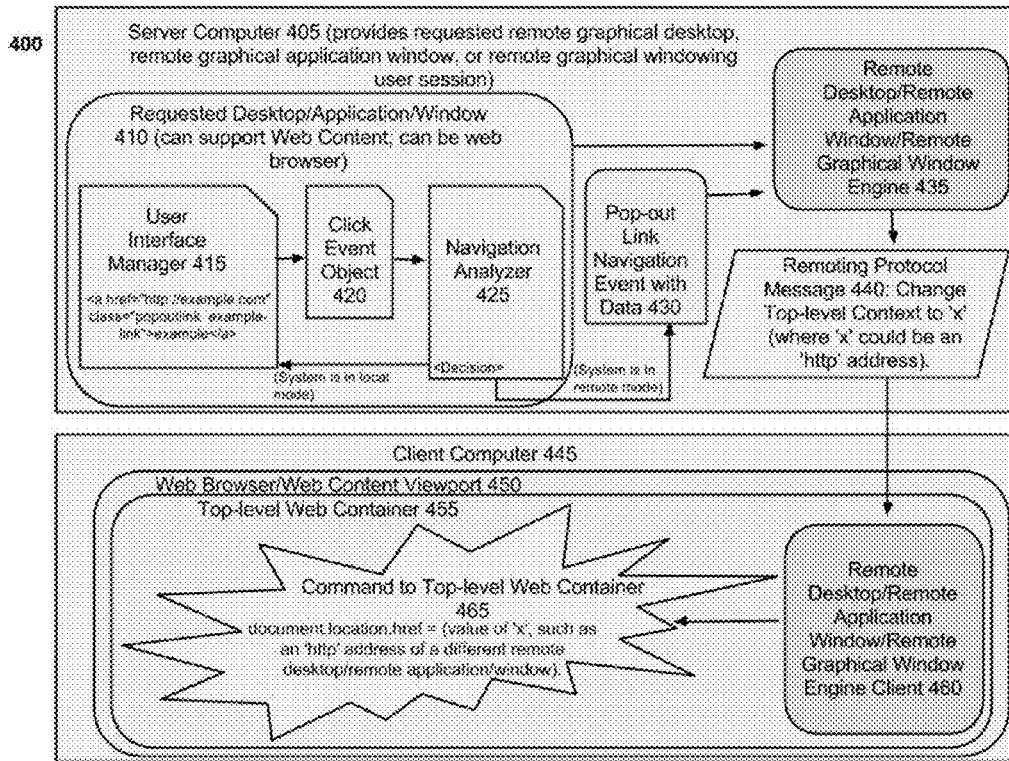 400
Server Computer 405 (provides requested remote graphical desktop,
remote graphical application window, or remote graphical windowing
user session)
Requested Desktop/Application/Window
410 (can support Web Content; can be web
browser)
User
Interface
Manager 415
<a href="http://example.com"
class="popoutlink example-
link">example</a>
Click
Event
Object
420
Navigation
Analyzer
425
<Decision>
(System is in local
mode)
(System is in
remote mode)
Pop-out
Link
Navigation
Event with
Data 430
Remote
Desktop/Remote
Application
Window/Remote
Graphical Window
Engine 435
Remoting Protocol
Message 440: Change
Top-level Context to 'x'
(where 'x' could be an
'http' address).
Client Computer 445
Web Browser/Web Content Viewport 450
Top-level Web Container 455
Command to Top-level Web Container
465
document.location.href = (value of 'x', such as
an 'http' address of a different remote
desktop/remote application/window).
Remote
Desktop/Remote
Application
Window/Remote
Graphical Window
Engine Client 460